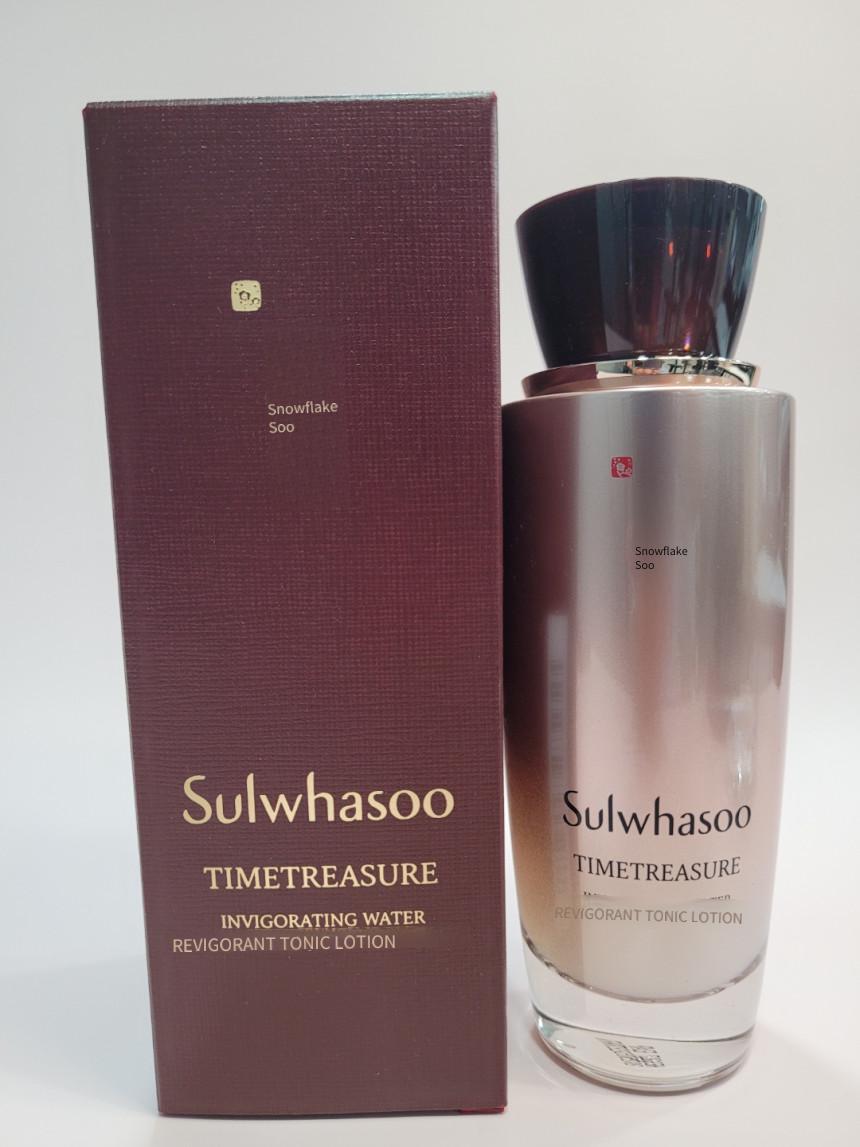 Snowflake
Soo
Sulwhasoo
TIMETREASURE
INVIGORATING WATER
REVIGORANT TONIC LOTION
Snowflake
Soo
Sulwhasoo
TIMETREASURE
REVIGORANT TONIC LOTION